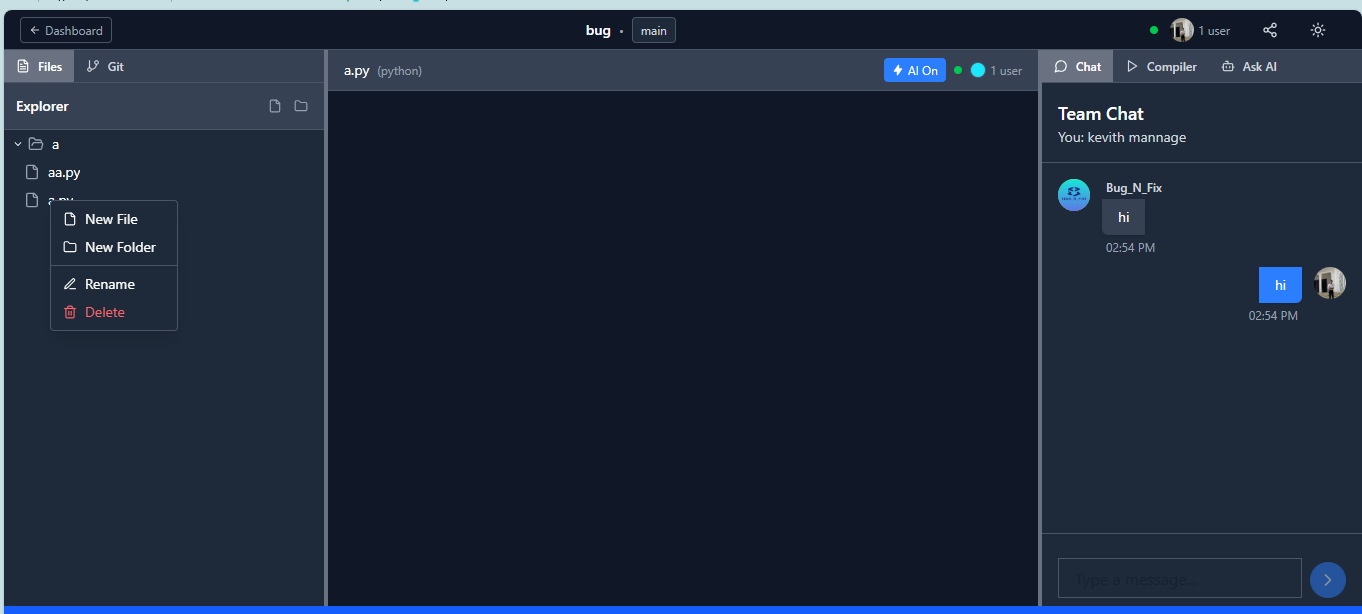 Dashboard
bug • main
1 user
Files
Git
a.py (python)
AI On
1 user
Chat
Compiler
Ask AI
Explorer
a
aa.py
a.py
New File
New Folder
Rename
Delete
Team Chat
You: kevith mannage
Bug_N_Fix
hi
02:54 PM
hi
02:54 PM
Type a message...